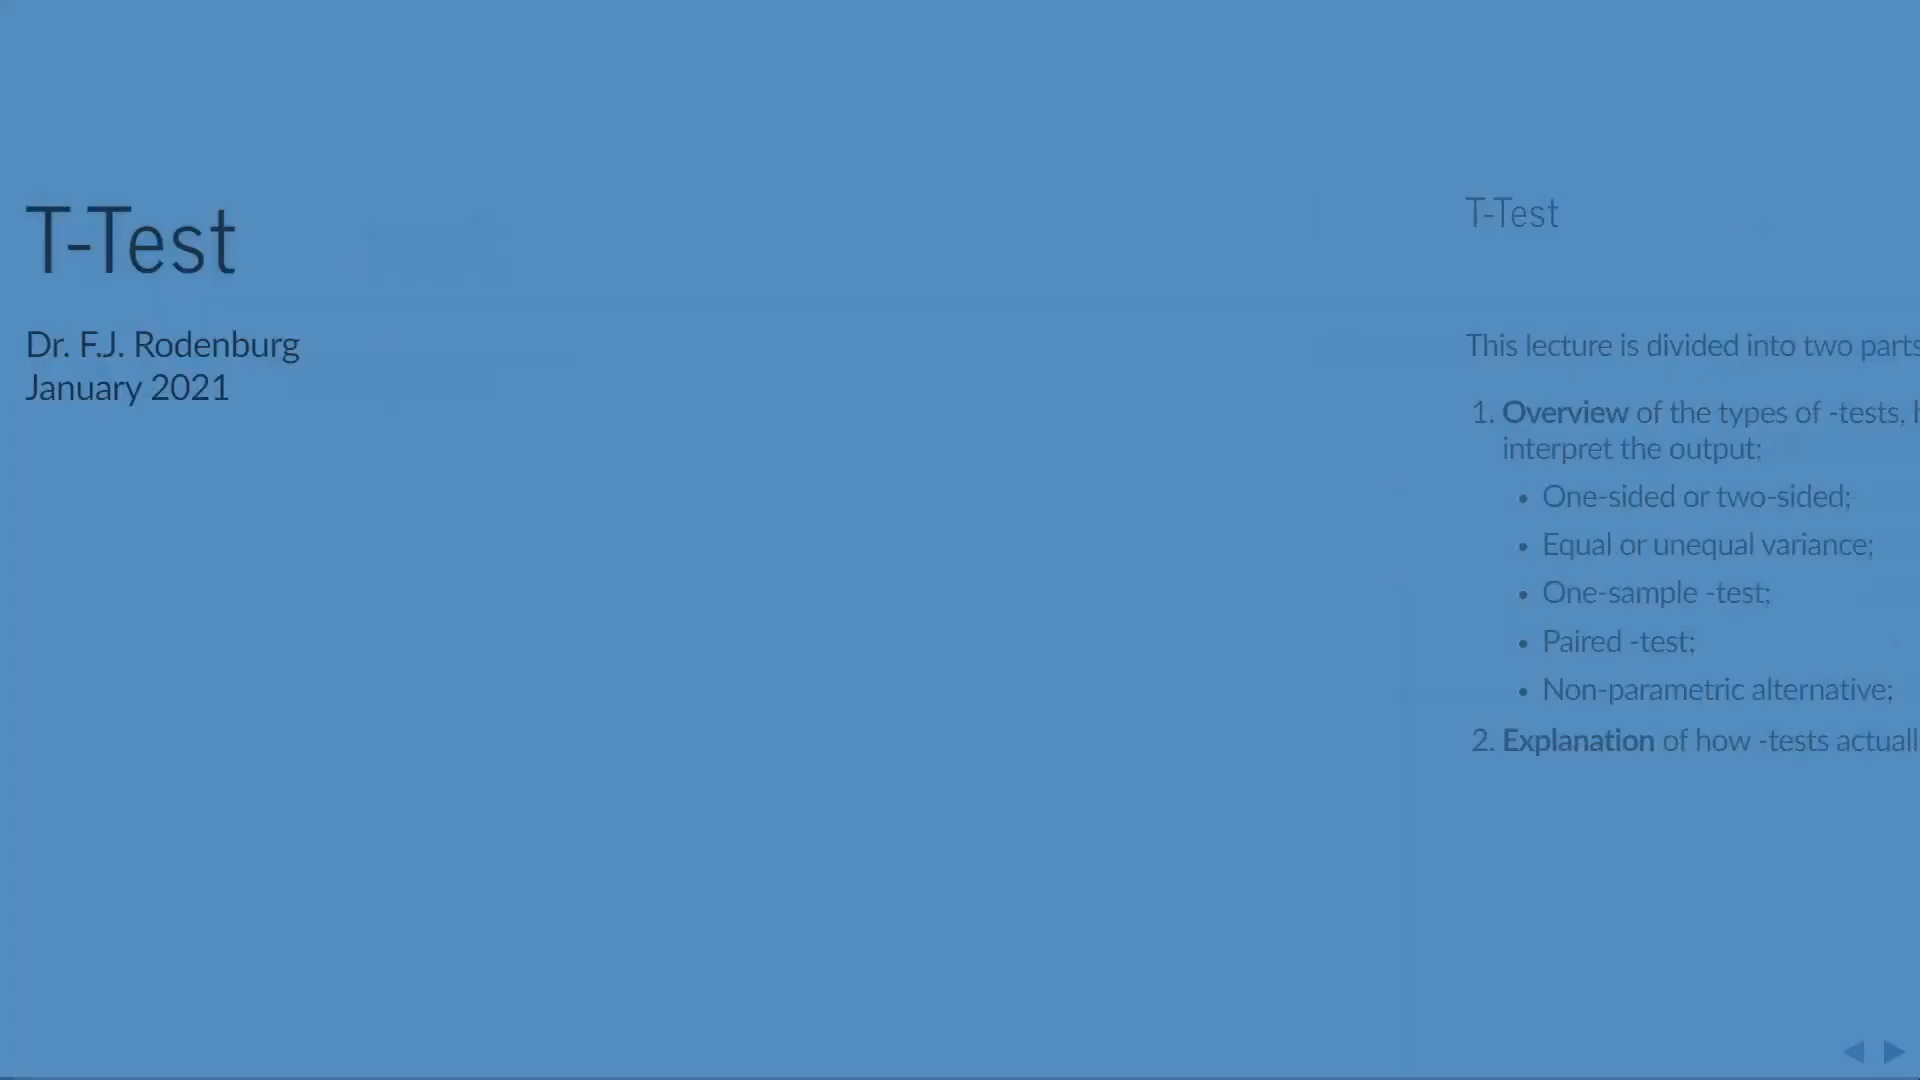 T-Test
Dr. F.J. Rodenburg
January 2021
T-Test
This lecture is divided into two parts
1. Overview of the types of -tests,
interpret the output:
• One-sided or two-sided;
• Equal or unequal variance;
• One-sample -test;
• Paired -test;
• Non-parametric alternative;
2. Explanation of how -tests